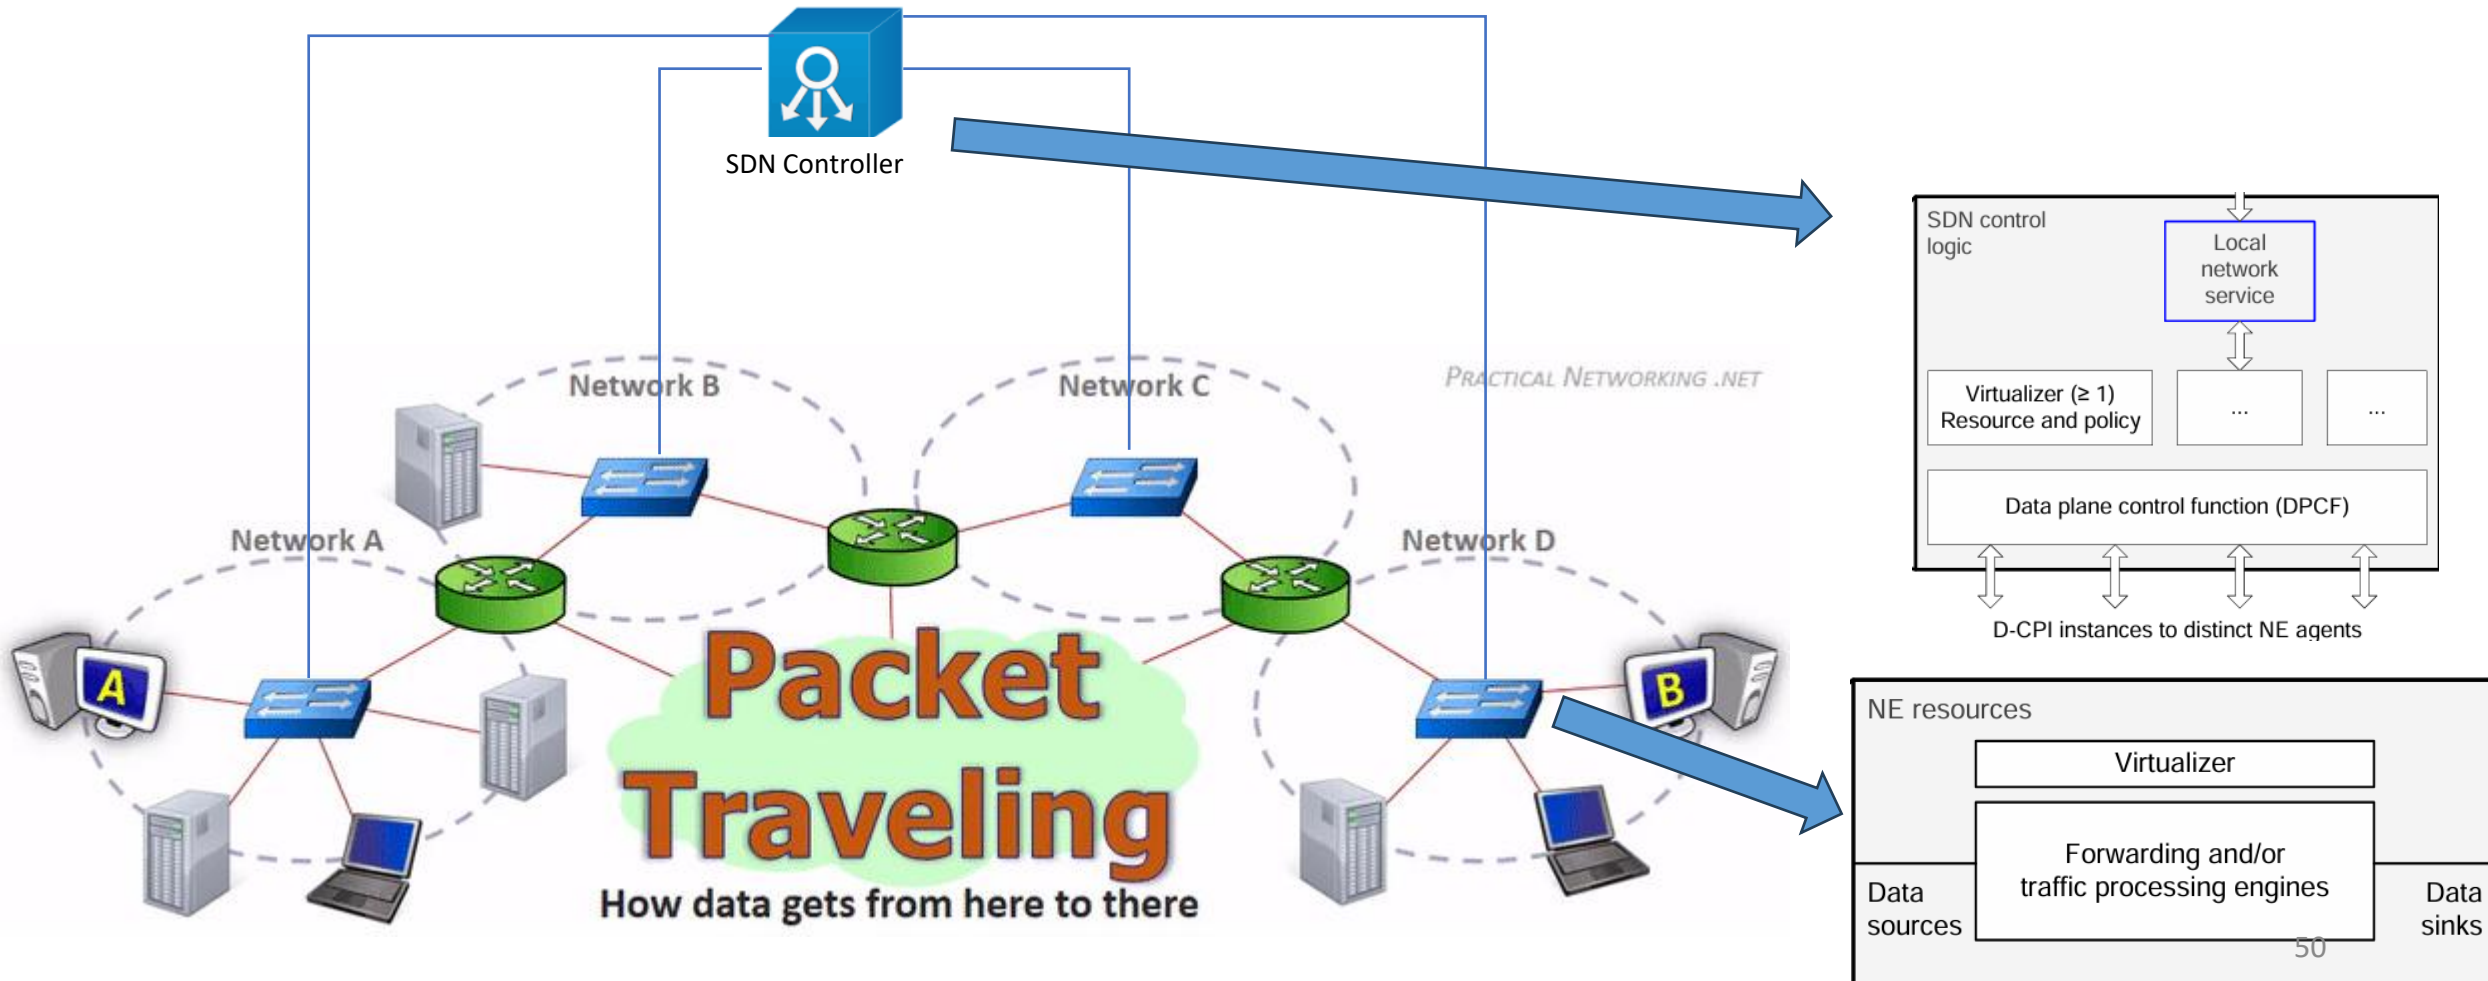 SDN Controller
Network B
Network C
PRACTICAL NETWORKING .NET
Network A
Network D
A
B
Packet
Traveling
How data gets from here to there
SDN control
logic
Local
network
service
Virtualizer (≥ 1)
Resource and policy
...
...
Data plane control function (DPCF)
D-CPI instances to distinct NE agents
NE resources
Virtualizer
Forwarding and/or
traffic processing engines
Data
sources
Data
sinks
50